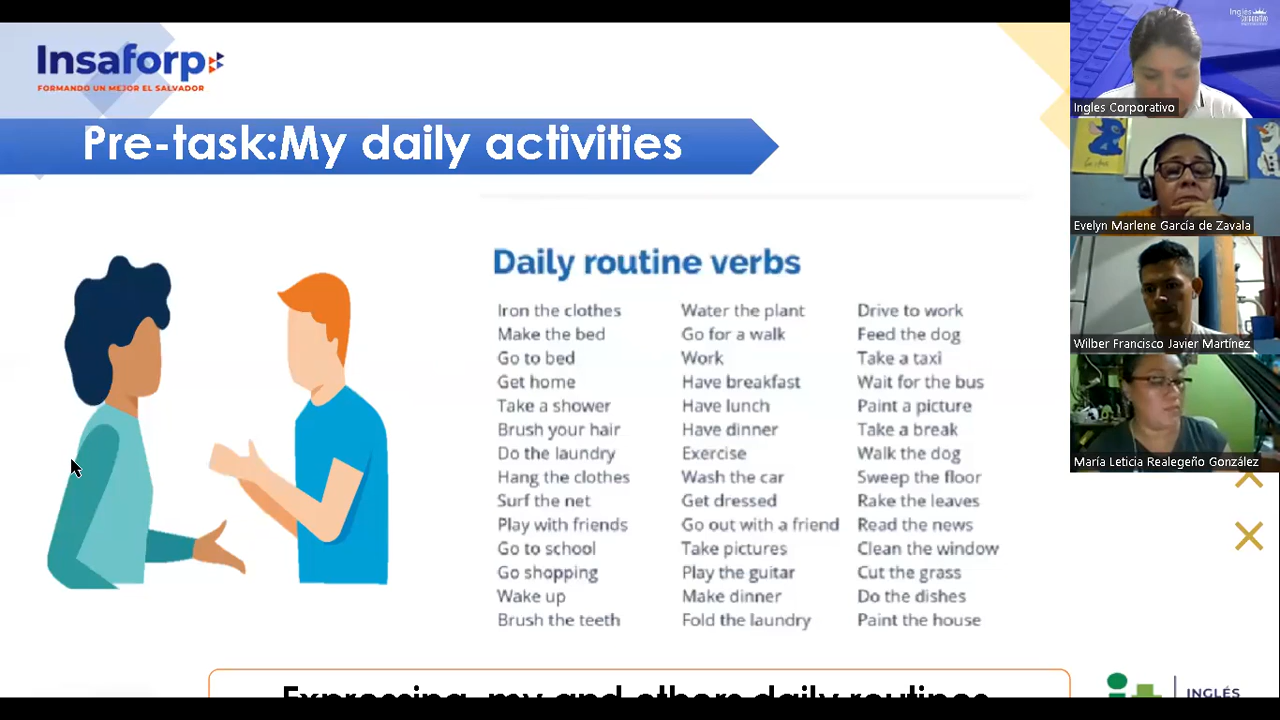 Insaforp
FORMANDO UN MEJOR EL SALVADOR
Pre-task:My daily activities
Daily routine verbs
Iron the clothes
Make the bed
Go to bed
Get home
Take a shower
Brush your hair
Do the laundry
Hang the clothes
Surf the net
Play with friends
Go to school
Go shopping
Wake up
Brush the teeth
Water the plant
Go for a walk
Work
Have breakfast
Have lunch
Have dinner
Exercise
Wash the car
Get dressed
Go out with a friend
Take pictures
Play the guitar
Make dinner
Fold the laundry
Drive to work
Feed the dog
Take a taxi
Wait for the bus
Paint a picture
Take a break
Walk the dog
Sweep the floor
Rake the leaves
Read the news
Clean the window
Cut the grass
Do the dishes
Paint the house
Expressing my and others daily routines
INGLÉS
Ingles Corporativo
Evelyn Marlene García de Zavala
Wilber Francisco Javier Martínez
María Leticia Realegeño González